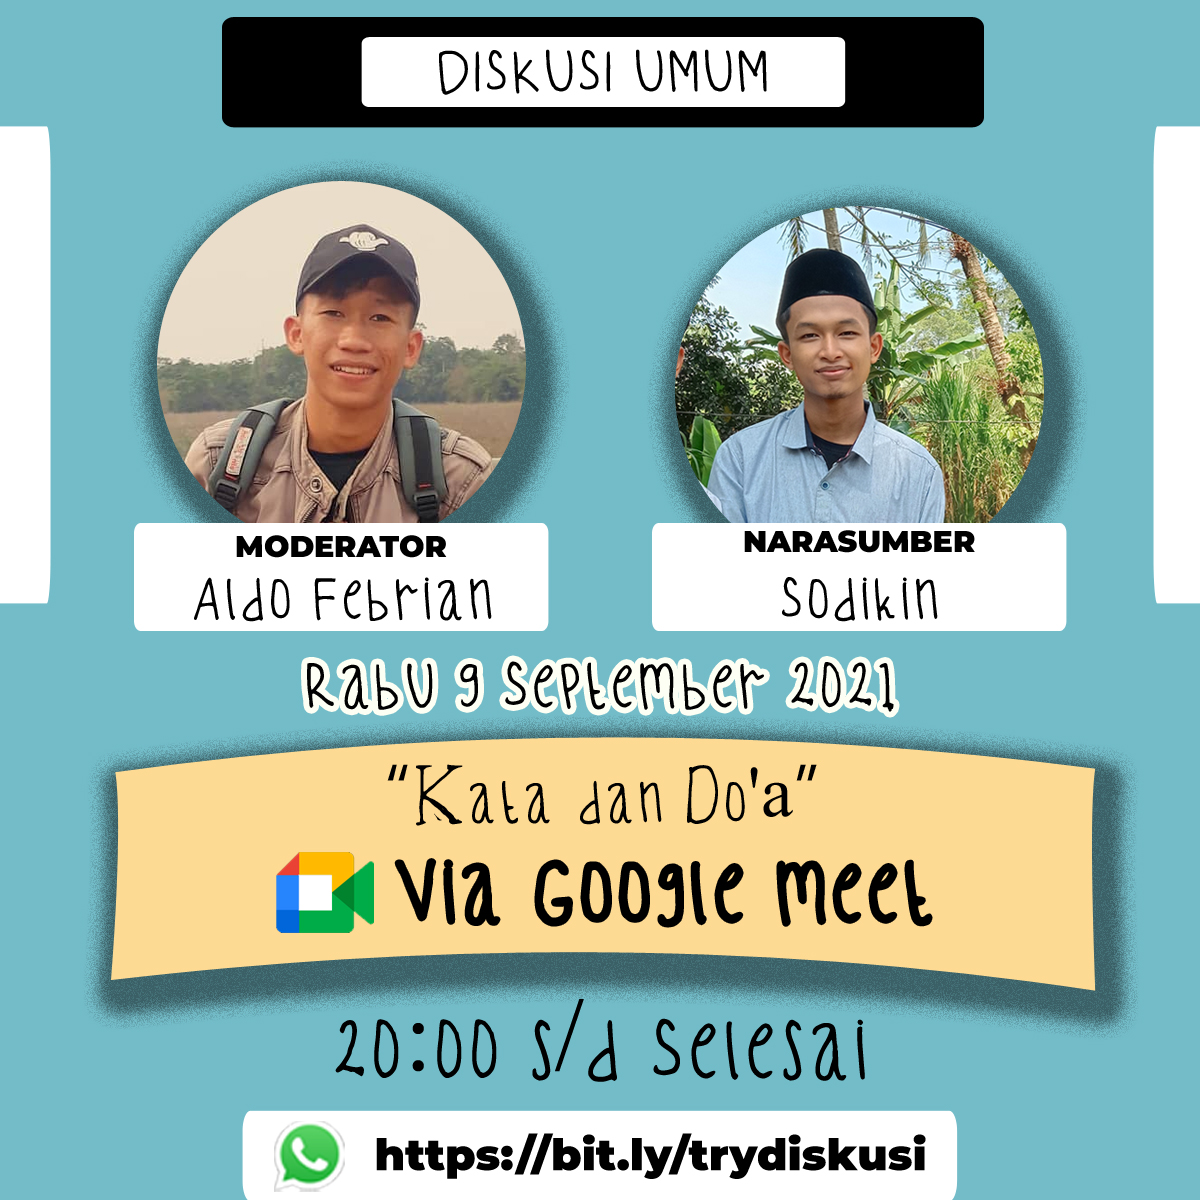 DISKUSI UMUM
MODERATOR
Aldo Febrian
NARASUMBER
Sodikin
Rabu 9 September 2021
“Kata dan Do'a”
Via Google Meet
20:00 s/d Selesai
https://bit.ly/trydiskusi